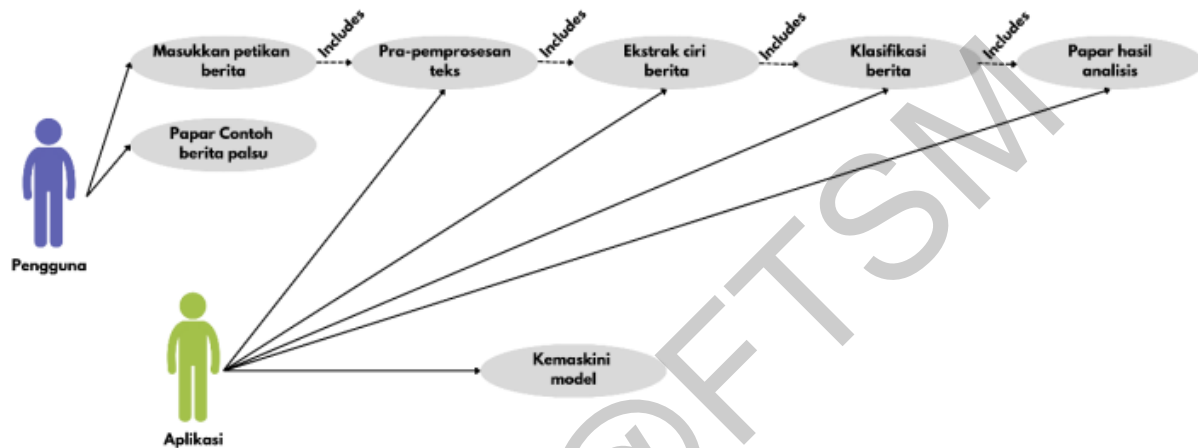 Masukkan petikan
berita
Includes
Pra-pemprosesan
teks
Includes
Ekstrak ciri
berita
Includes
Klasifikasi
berita
Includes
Papar hasil
analisis
Papar Contoh
berita palsu
Pengguna
Kemaskini
model
Aplikasi
@FTSM